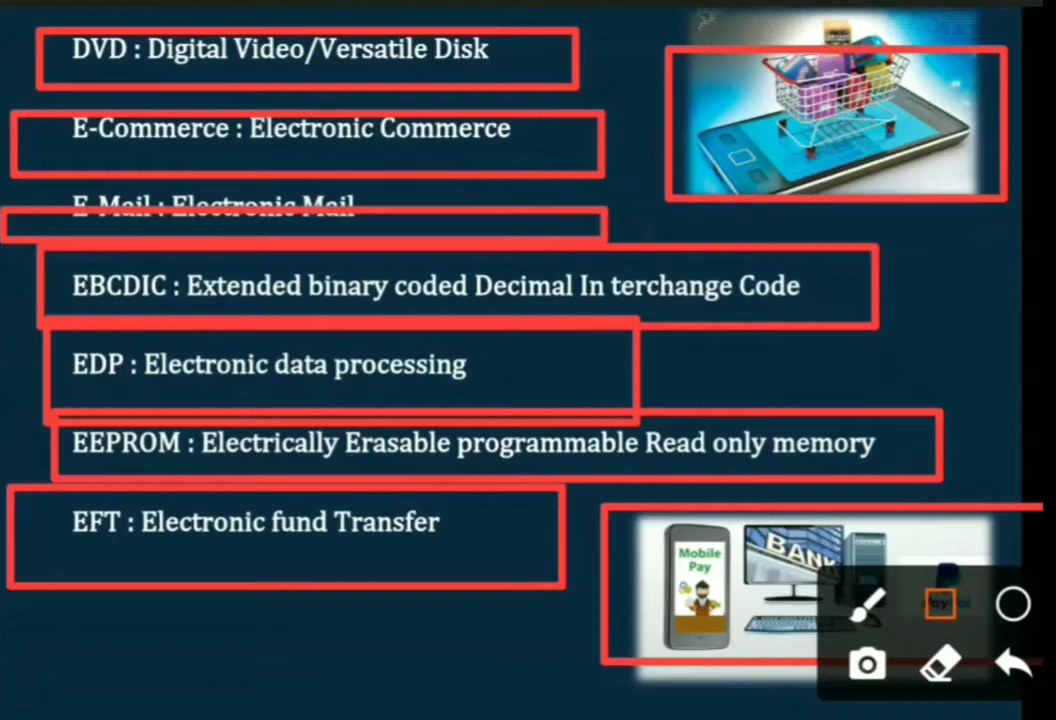 DVD : Digital Video/Versatile Disk
E-Commerce : Electronic Commerce
E-Mail : Electronic Mail
EBCDIC : Extended binary coded Decimal In terchange Code
EDP : Electronic data processing
EEPROM : Electrically Erasable programmable Read only memory
EFT : Electronic fund Transfer
Mobile
Pay
BANK
PayPal